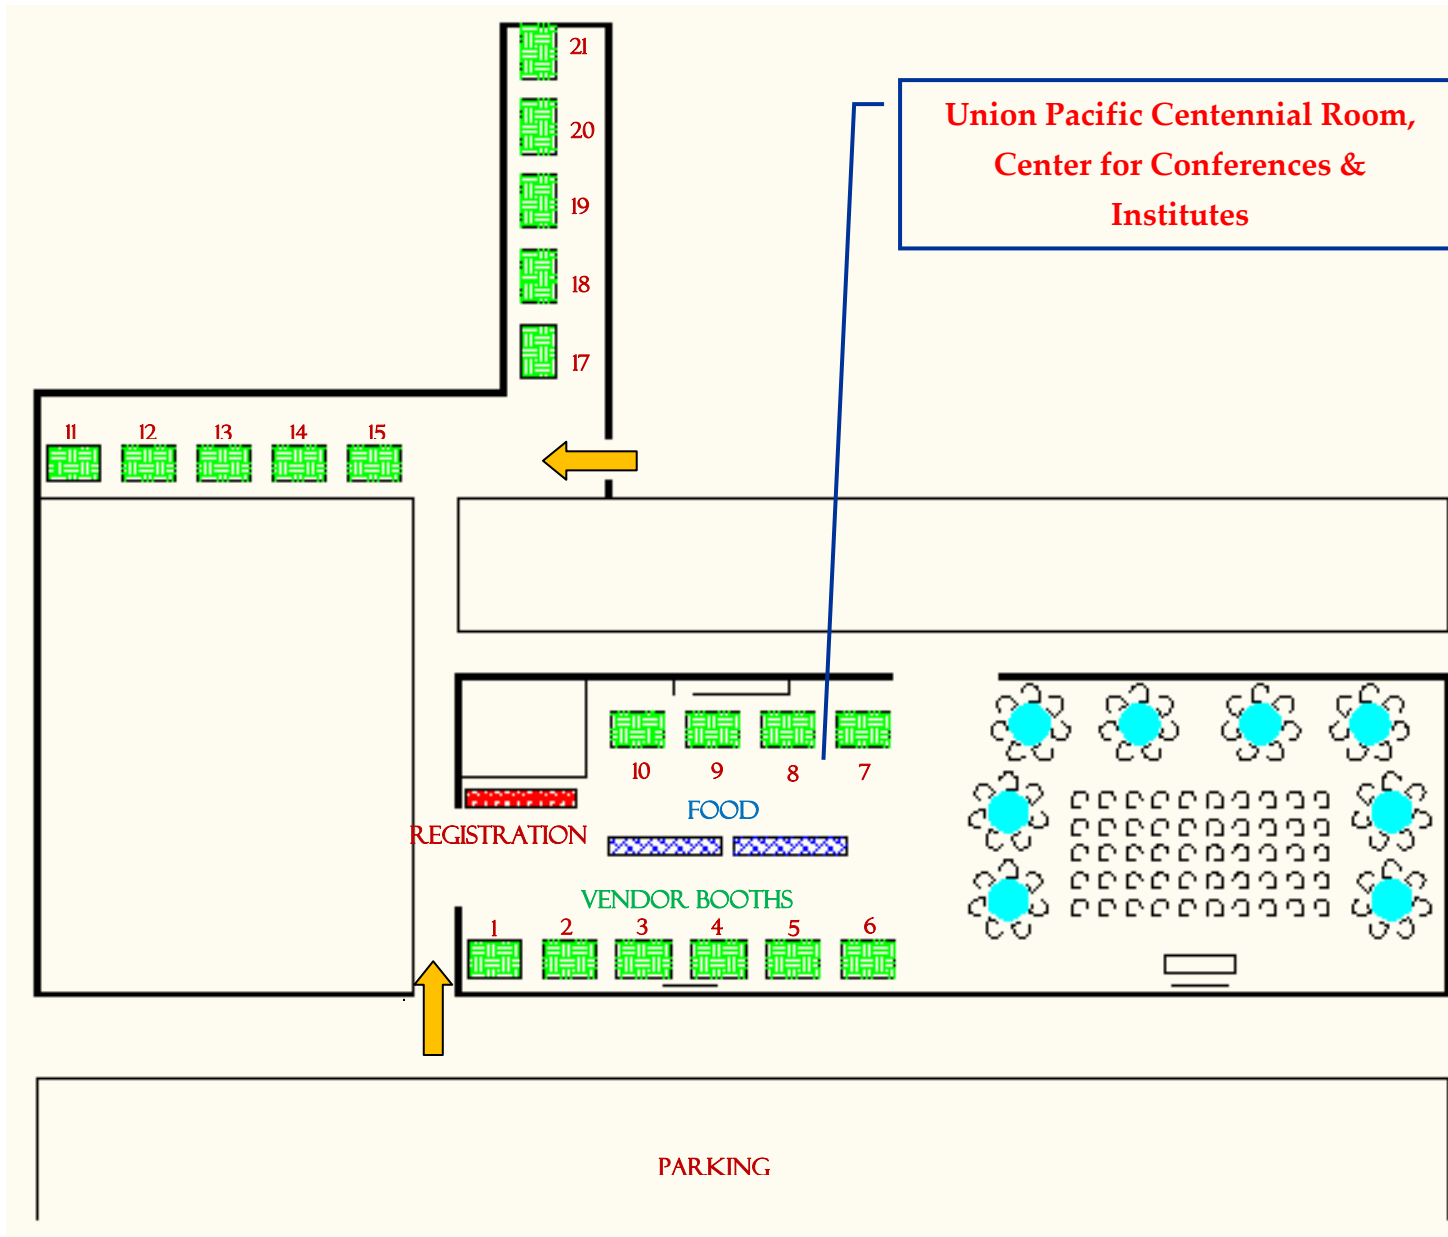 21
Union Pacific Centennial Room,
Center for Conferences &
Institutes
20
19
18
17
11 12 13 14 15
10 9 8 7
FOOD
REGISTRATION
VENDOR BOOTHS
1 2 3 4 5 6
PARKING